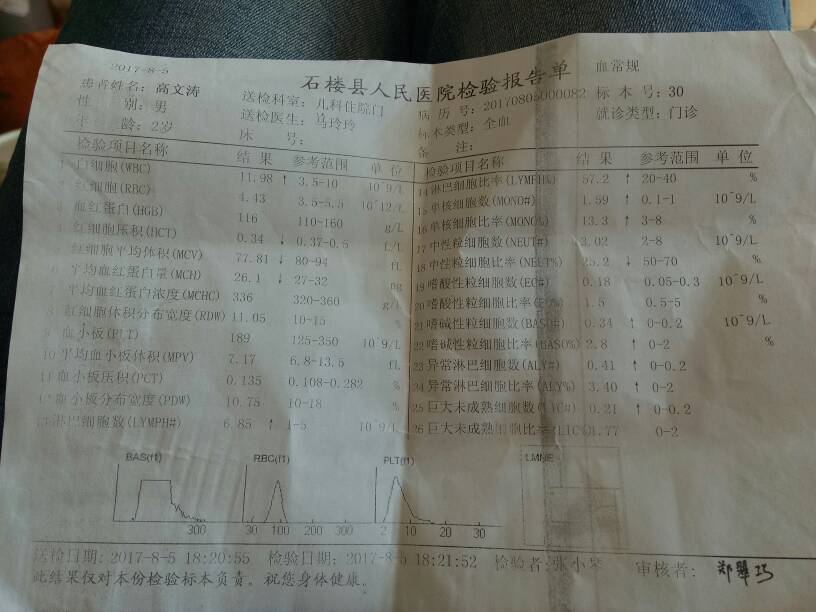 2017-8-5
石楼县人民医院检验报告单 血常规
患者姓名：高文涛 送检科室：儿科住院门 病历号：20170805000082 标本号：30
性别：男 送检医生：马玲玲 标本类型：全血 就诊类型：门诊
年龄：2岁 床号： 备注：
检验项目名称 结果 参考范围 单位 检验项目名称 结果 参考范围 单位
1 白细胞(WBC) 11.98 ↑ 3.5-10 10^9/L
2 红细胞(RBC) 4.43 3.5-5.5 10^12/L
3 血红蛋白(HGB) 116 110-160 g/L
4 红细胞压积(HCT) 0.34 ↓ 0.37-0.5 L/L
5 红细胞平均体积(MCV) 77.81 ↓ 80-94 fL
6 平均血红蛋白量(MCH) 26.1 ↓ 27-32 pg
7 平均血红蛋白浓度(MCHC) 336 320-360 g/L
8 红细胞体积分布宽度(RDW) 11.05 10-15 %
9 血小板(PLT) 189 125-350 10^9/L
10 平均血小板体积(MPV) 7.17 6.8-13.5 fL
11 血小板压积(PCT) 0.135 0.108-0.282 %
12 血小板分布宽度(PDW) 10.75 10-18 %
13 淋巴细胞数(LYMPH#) 6.85 ↑ 1-5 10^9/L
14 淋巴细胞比率(LYMPH%) 57.2 ↑ 20-40 %
15 单核细胞数(MONO#) 1.59 ↑ 0.1-1 10^9/L
16 单核细胞比率(MONO%) 13.3 ↑ 3-8 %
17 中性粒细胞数(NEUT#) 3.02 2-8 10^9/L
18 中性粒细胞比率(NEUT%) 25.2 ↓ 50-70 %
19 嗜酸性粒细胞数(EO#) 0.18 0.05-0.3 10^9/L
20 嗜酸性粒细胞比率(EO%) 1.5 0.5-5 %
21 嗜碱性粒细胞数(BASO#) 0.34 ↑ 0-0.2 10^9/L
22 嗜碱性粒细胞比率(BASO%) 2.8 ↑ 0-2 %
23 异常淋巴细胞数(ALY#) 0.41 ↑ 0-0.2
24 异常淋巴细胞比率(ALY%) 3.40 ↑ 0-2
25 巨大未成熟细胞数(LIC#) 0.21 ↑ 0-0.2
26 巨大未成熟细胞比率(LIC%) 1.77 0-2
BAS(fl) RBC(fl) PLT(fl) LMNE
300 30 100 200 300 2 10 20 30
送检日期：2017-8-5 18:20:55 检验日期：2017-8-5 18:21:52 检验者：张小 审核者：郑翠巧
此结果仅对本份检验标本负责。祝您身体健康。